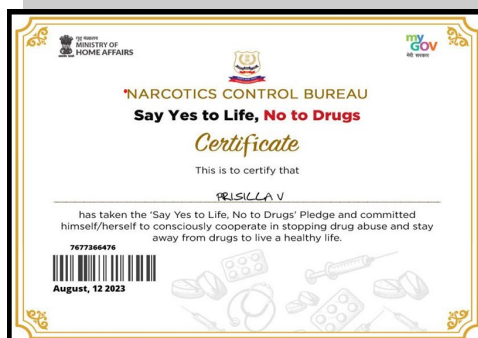 गृह मंत्रालय
MINISTRY OF
HOME AFFAIRS
my
GOV
मेरी सरकार
NARCOTICS CONTROL BUREAU
Say Yes to Life, No to Drugs
Certificate
This is to certify that
PRISILLA V
has taken the 'Say Yes to Life, No to Drugs' Pledge and committed
himself/herself to consciously cooperate in stopping drug abuse and stay
away from drugs to live a healthy life.
7677366476
August, 12 2023